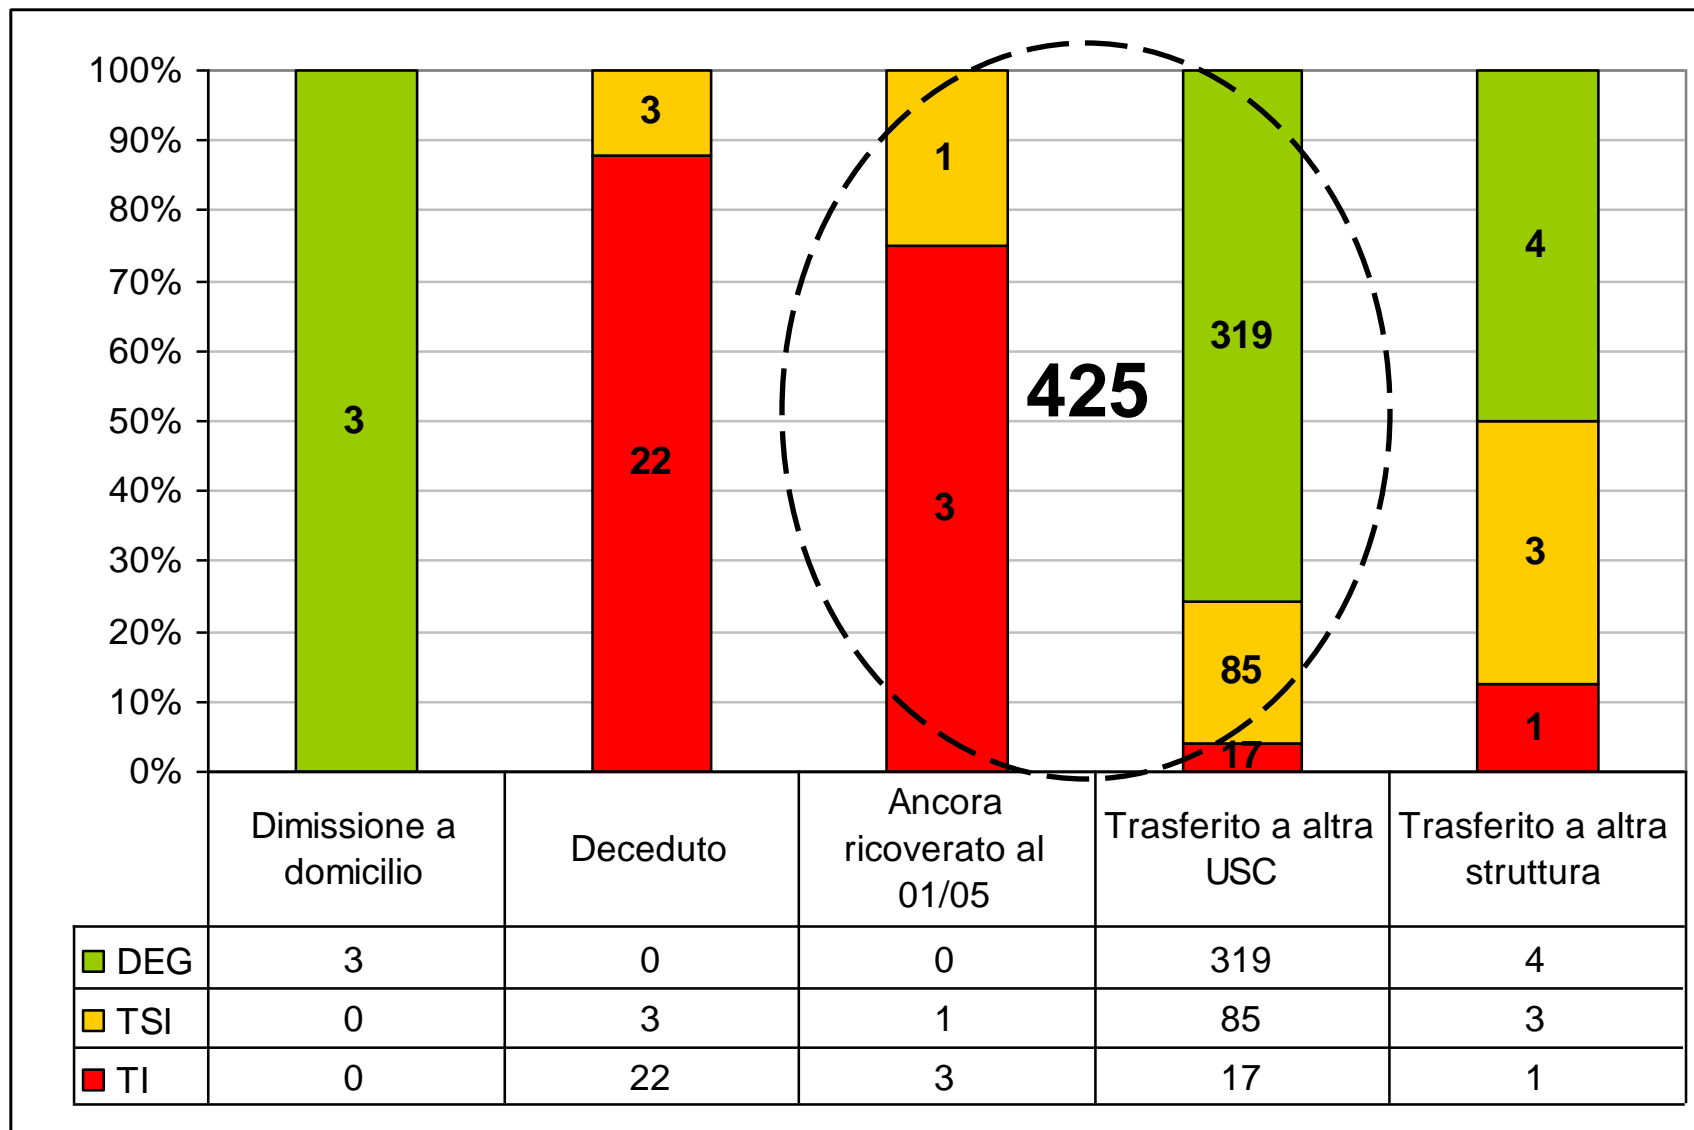 100%
90%
80%
70%
60%
50%
40%
30%
20%
10%
0%
3
3
22
1
3
425
319
85
17
4
3
1
Dimissione a
domicilio
Deceduto
Ancora
ricoverato al
01/05
Trasferito a altra
USC
Trasferito a altra
struttura
DEG 3 0 0 319 4
TSI 0 3 1 85 3
TI 0 22 3 17 1